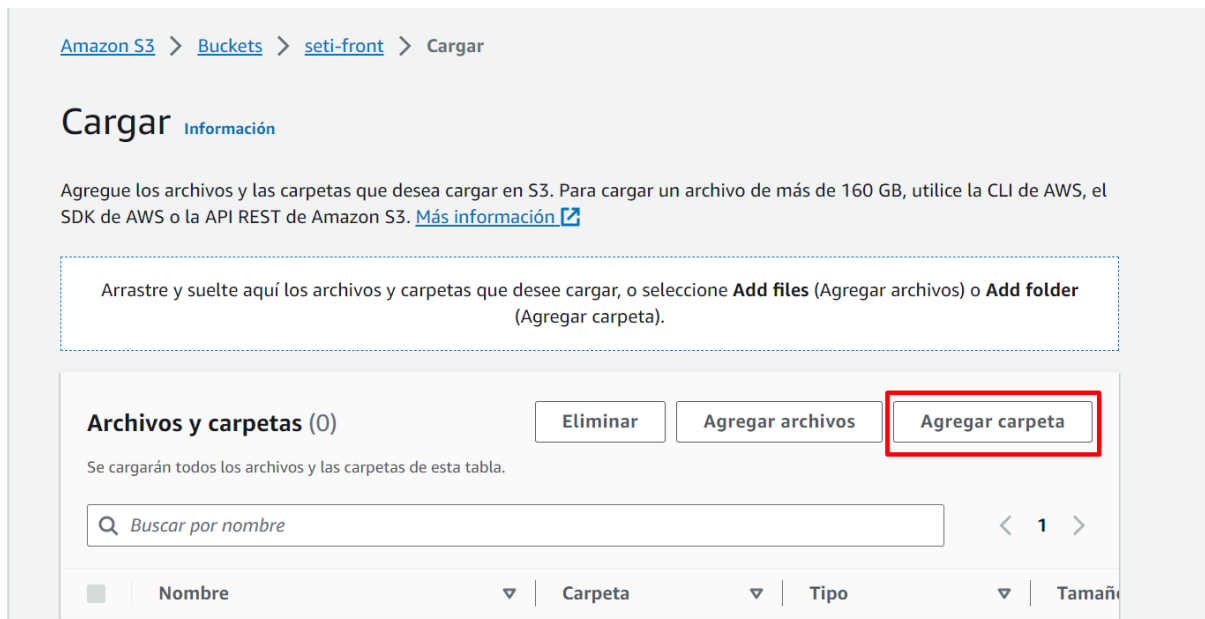 Amazon S3 > Buckets > seti-front > Cargar
Cargar Información
Agregue los archivos y las carpetas que desea cargar en S3. Para cargar un archivo de más de 160 GB, utilice la CLI de AWS, el
SDK de AWS o la API REST de Amazon S3. Más información
Arrastre y suelte aquí los archivos y carpetas que desee cargar, o seleccione Add files (Agregar archivos) o Add folder
(Agregar carpeta).
Archivos y carpetas (0) Eliminar Agregar archivos Agregar carpeta
Se cargarán todos los archivos y las carpetas de esta tabla.
Buscar por nombre < 1 >
Nombre Carpeta Tipo Tamaño